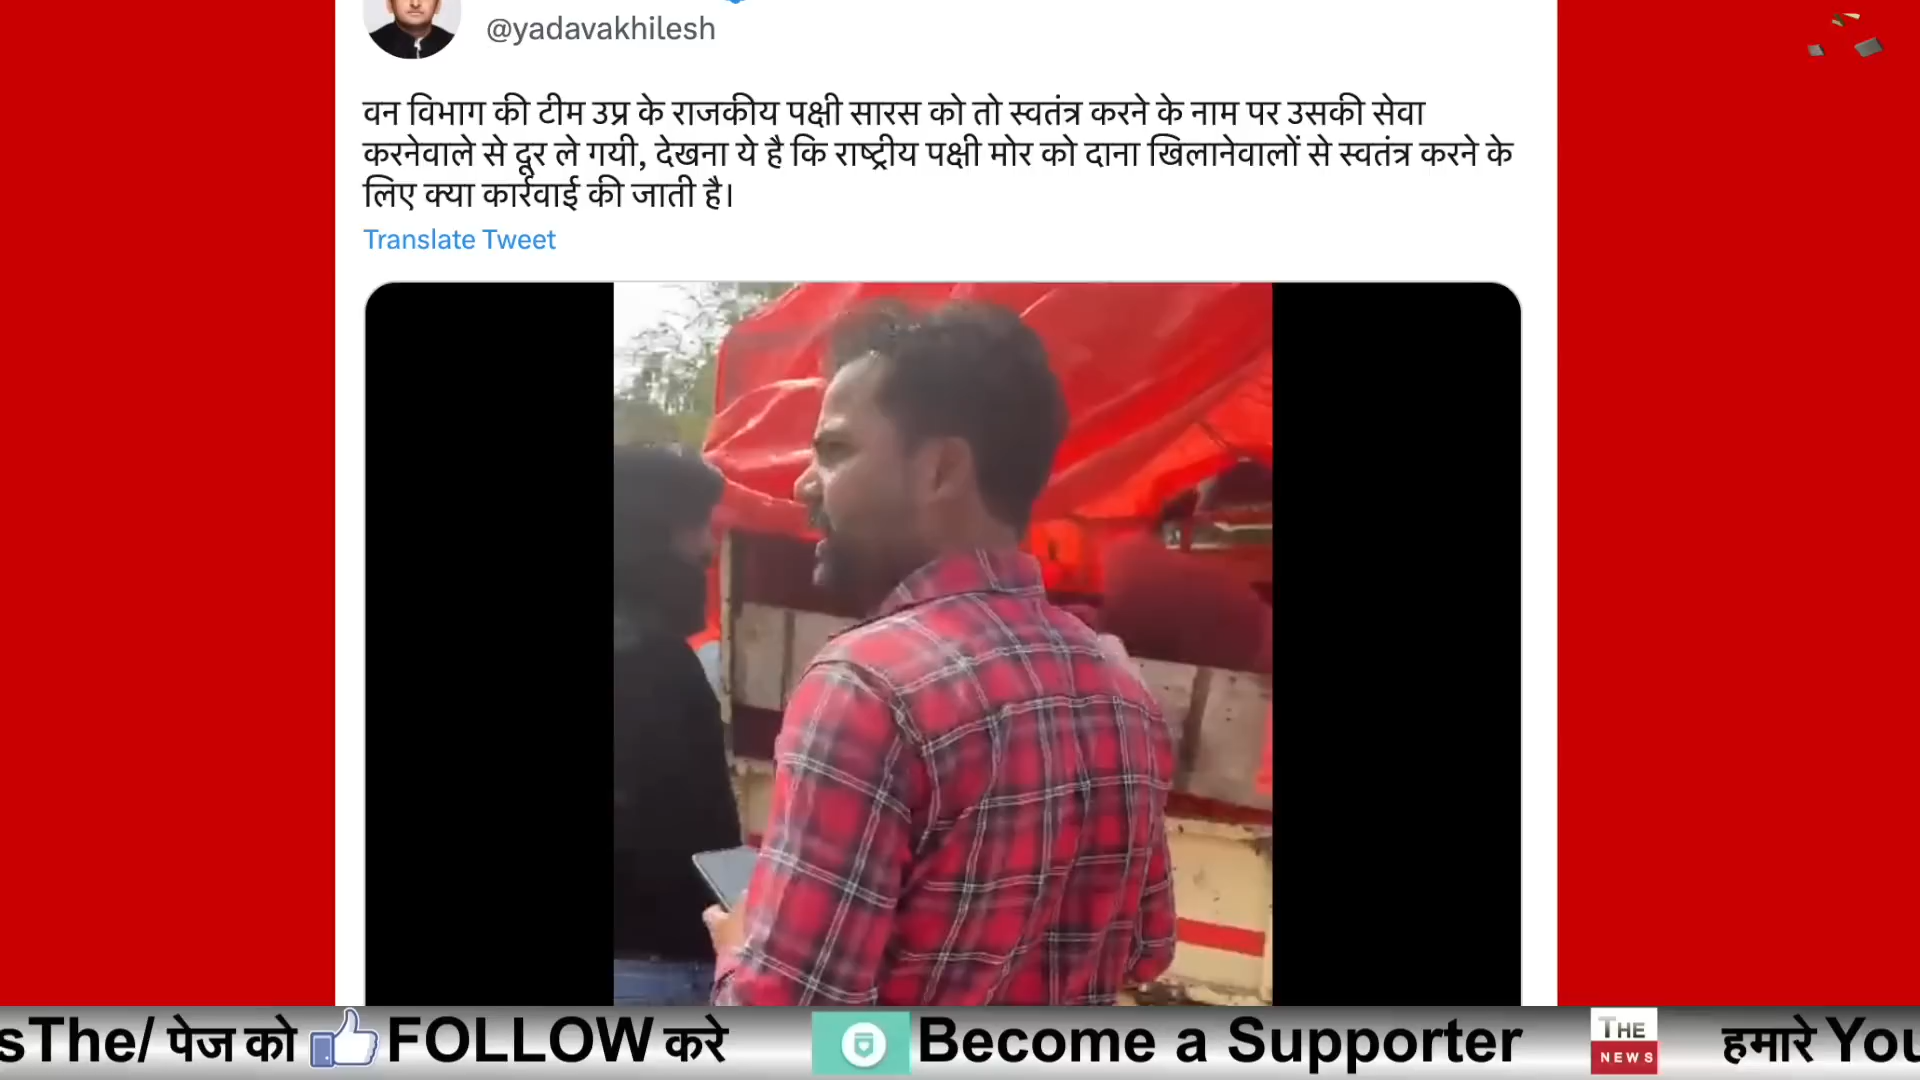 @yadavakhilesh
वन विभाग की टीम उप्र के राजकीय पक्षी सारस को तो स्वतंत्र करने के नाम पर उसकी सेवा
करनेवाले से दूर ले गयी, देखना ये है कि राष्ट्रीय पक्षी मोर को दाना खिलानेवालों से स्वतंत्र करने के
लिए क्या कार्रवाई की जाती है।
Translate Tweet
sThe/ पेज को FOLLOW करे Become a Supporter THE NEWS हमारे You